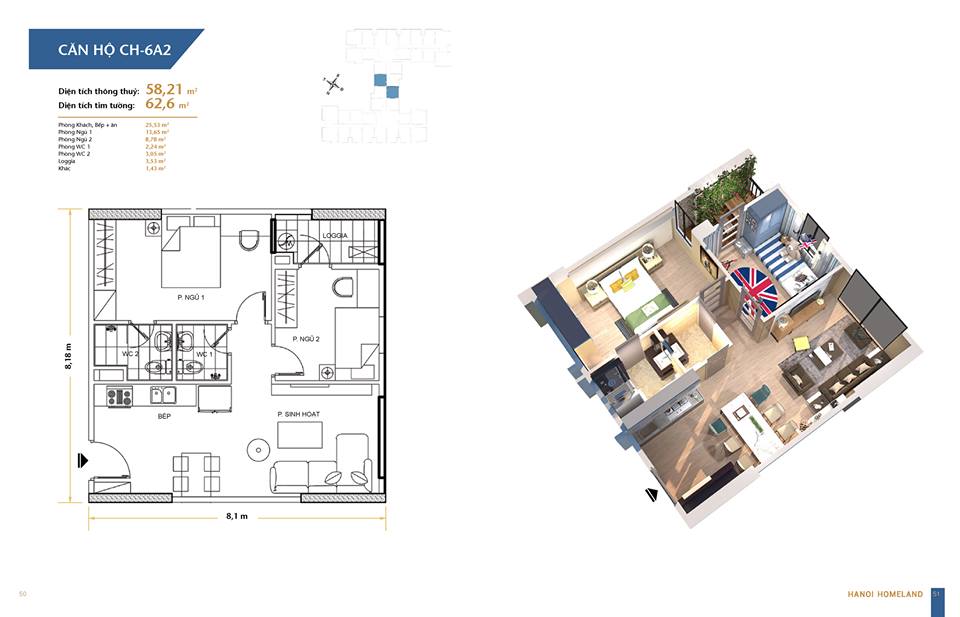 CĂN HỘ CH-6A2
Diện tích thông thuỷ: 58,21 m²
Diện tích tim tường: 62,6 m²
Phòng Khách, Bếp + ăn 25,53 m²
Phòng Ngủ 1 13,65 m²
Phòng Ngủ 2 8,78 m²
Phòng WC 1 2,24 m²
Phòng WC 2 3,05 m²
Loggia 3,53 m²
Khác 1,43 m²
LOGGIA
P. NGỦ 1
P. NGỦ 2
WC 2
WC 1
8,18 m
BẾP
P. SINH HOẠT
8,1 m
50
HANOI HOMELAND
51